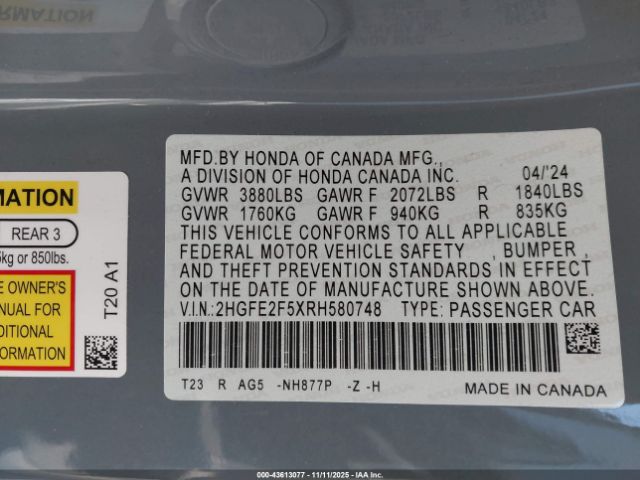 MFD.BY HONDA OF CANADA MFG.,
A DIVISION OF HONDA CANADA INC. 04/'24
GVWR 3880LBS GAWR F 2072LBS R 1840LBS
GVWR 1760KG GAWR F 940KG R 835KG
THIS VEHICLE CONFORMS TO ALL APPLICABLE
FEDERAL MOTOR VEHICLE SAFETY , BUMPER ,
AND THEFT PREVENTION STANDARDS IN EFFECT
ON THE DATE OF MANUFACTURE SHOWN ABOVE.
V.I.N.:2HGFE2F5XRH580748 TYPE: PASSENGER CAR
T23 R AG5 -NH877P -Z -H
MADE IN CANADA
MATION
REAR 3
5kg or 850lbs.
E OWNER'S
NUAL FOR
DITIONAL
FORMATION
T20 A1
000-43613077 - 11/11/2025 - IAA Inc.